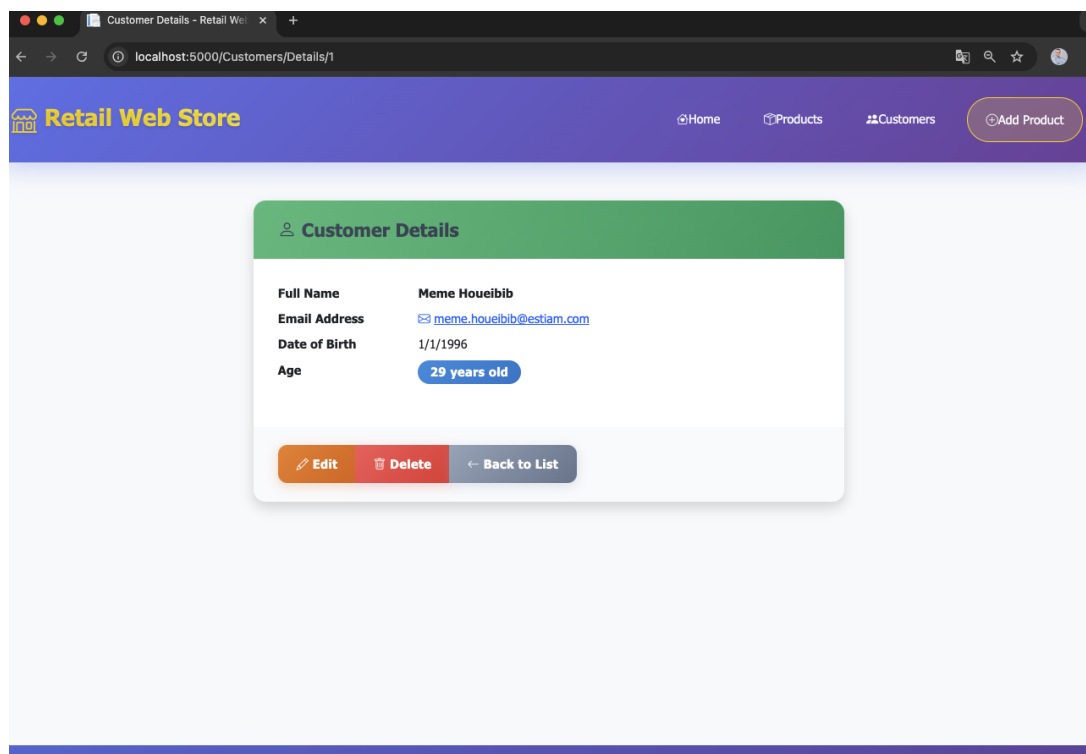 Customer Details - Retail Wel
localhost:5000/Customers/Details/1
Retail Web Store
Home
Products
Customers
Add Product
Customer Details
Full Name Meme Houeibib
Email Address meme.houeibib@estiam.com
Date of Birth 1/1/1996
Age 29 years old
Edit Delete ← Back to List